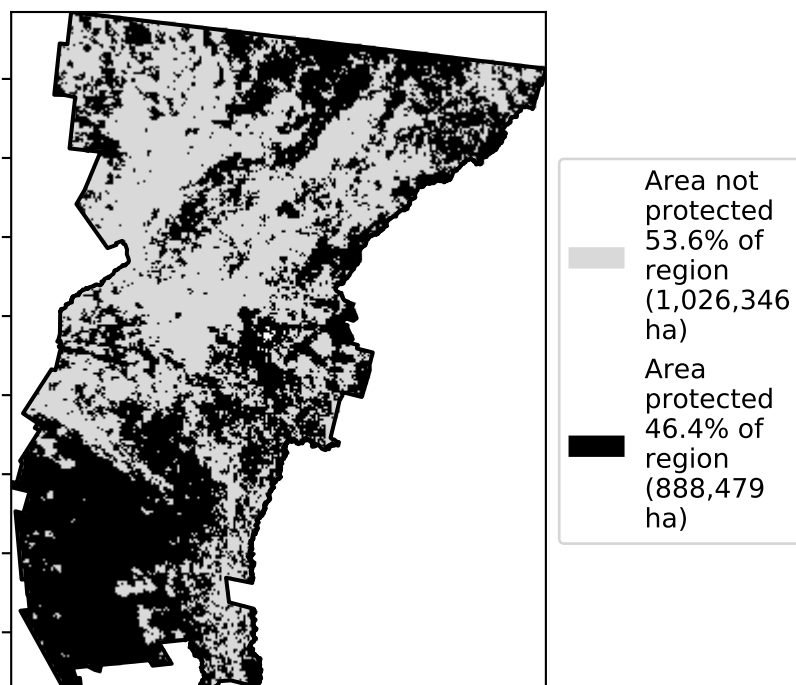 Area not
protected
53.6% of
region
(1,026,346
ha)
Area
protected
46.4% of
region
(888,479
ha)